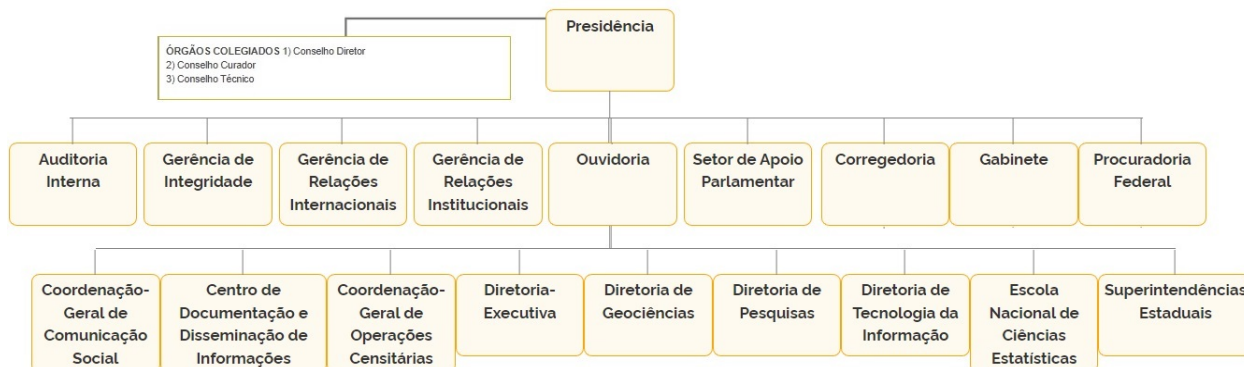 Presidência
ÓRGÃOS COLEGIADOS 1) Conselho Diretor
2) Conselho Curador
3) Conselho Técnico
Auditoria
Interna
Gerência de
Integridade
Gerência de
Relações
Internacionais
Gerência de
Relações
Institucionais
Ouvidoria
Setor de Apoio
Parlamentar
Corregedoria
Gabinete
Procuradoria
Federal
Coordenação-
Geral de
Comunicação
Social
Centro de
Documentação e
Disseminação de
Informações
Coordenação-
Geral de
Operações
Censitárias
Diretoria-
Executiva
Diretoria de
Geociências
Diretoria de
Pesquisas
Diretoria de
Tecnologia da
Informação
Escola
Nacional de
Ciências
Estatísticas
Superintendências
Estaduais